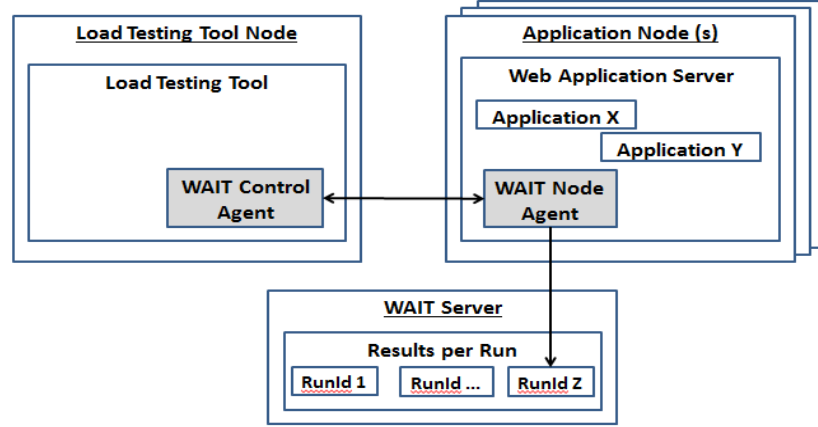 Load Testing Tool Node
Load Testing Tool
WAIT Control
Agent
Application Node (s)
Web Application Server
Application X
Application Y
WAIT Node
Agent
WAIT Server
Results per Run
RunId 1
RunId ...
RunId Z